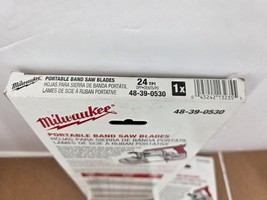 Milwaukee
PORTABLE BAND SAW BLADES
HOJAS PARA SIERRA DE BANDA PORTÁTIL
LAMES DE SCIE À RUBAN PORTATIVE
24 TPI
48-39-0530
1x
Milwaukee
48-39-0530
PORTABLE BAND SAW BLADES
HOJAS PARA SIERRA DE BANDA PORTÁTIL
LAMES DE SCIE À RUBAN PORTATIVE